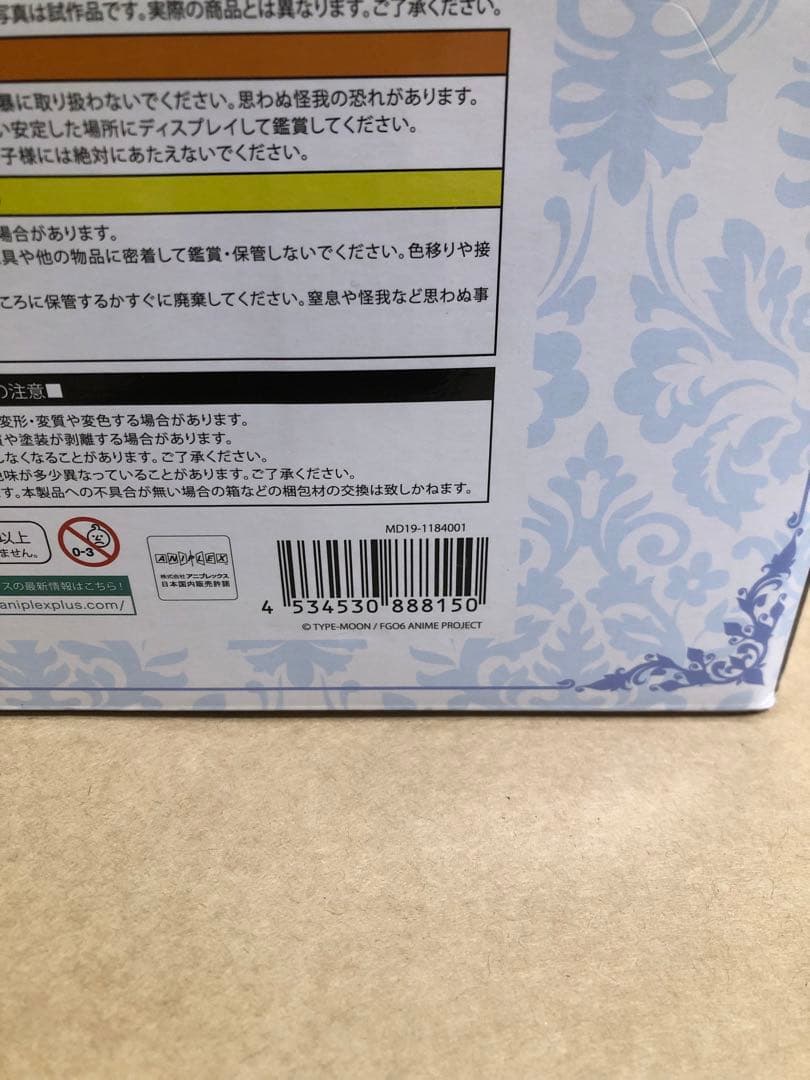 写真は試作品です。実際の商品とは異なります。ご了承ください。
暴に取り扱わないでください。思わぬ怪我の恐れがあります。
い安定した場所にディスプレイして鑑賞してください。
子様には絶対にあたえないでください。
場合があります。
具や他の物品に密着して鑑賞・保管しないでください。色移りや接
ころに保管するかすぐに廃棄してください。窒息や怪我など思わぬ事
の注意■
変形・変質や変色する場合があります。
や塗装が剥離する場合があります。
しなくなることがあります。ご了承ください。
色味が多少異なっていることがあります。ご了承ください。
す。本製品への不具合が無い場合の箱などの梱包材の交換は致しかねます。
以上
ません。
0-3
ANIPLEX
株式会社アニプレックス
日本国内販売許諾
MD19-1184001
4 534530 888150
© TYPE-MOON / FGO6 ANIME PROJECT
スの最新情報はこちら!
aniplexplus.com/